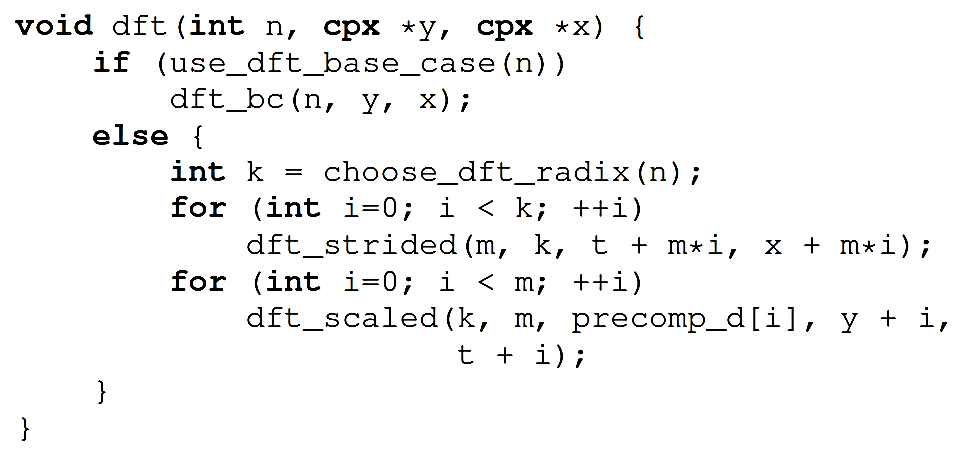 void dft(int n, cpx *y, cpx *x) {
    if (use_dft_base_case(n))
        dft_bc(n, y, x);
    else {
        int k = choose_dft_radix(n);
        for (int i=0; i < k; ++i)
            dft_strided(m, k, t + m*i, x + m*i);
        for (int i=0; i < m; ++i)
            dft_scaled(k, m, precomp_d[i], y + i,
                       t + i);
    }
}